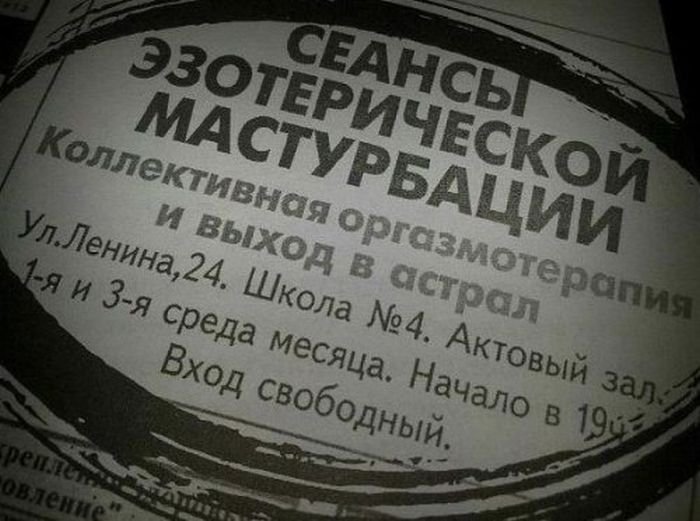 СЕАНСЫ
ЭЗОТЕРИЧЕСКОЙ
МАСТУРБАЦИИ
Коллективная оргазмотерапия
и выход в астрал
Ул.Ленина,24. Школа №4. Актовый зал.
1-я и 3-я среда месяца. Начало в 19ч.
Вход свободный.